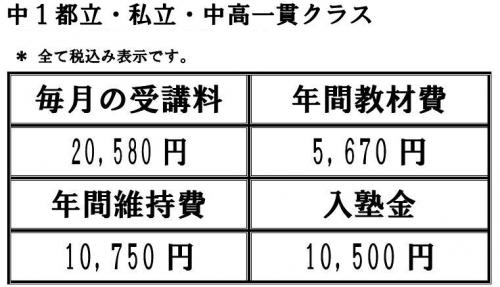 中１都立・私立・中高一貫クラス
＊ 全て税込み表示です。
毎月の受講料 年間教材費
20,580 円 5,670 円
年間維持費 入塾金
10,750 円 10,500 円